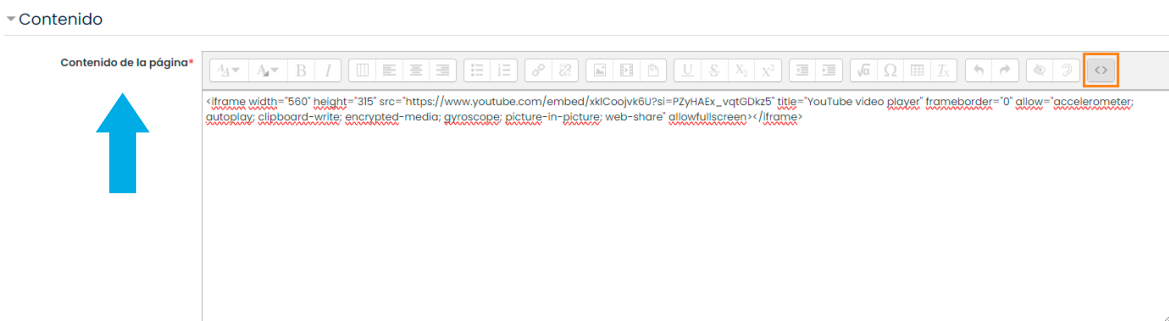 Contenido
Contenido de la página*
<iframe width="560" height="315" src="https://www.youtube.com/embed/xklCoojvk6U?si=PZyHAEx_vqtGDkz5" title="YouTube video player" frameborder="0" allow="accelerometer;
autoplay; clipboard-write; encrypted-media; gyroscope; picture-in-picture; web-share" allowfullscreen></iframe>